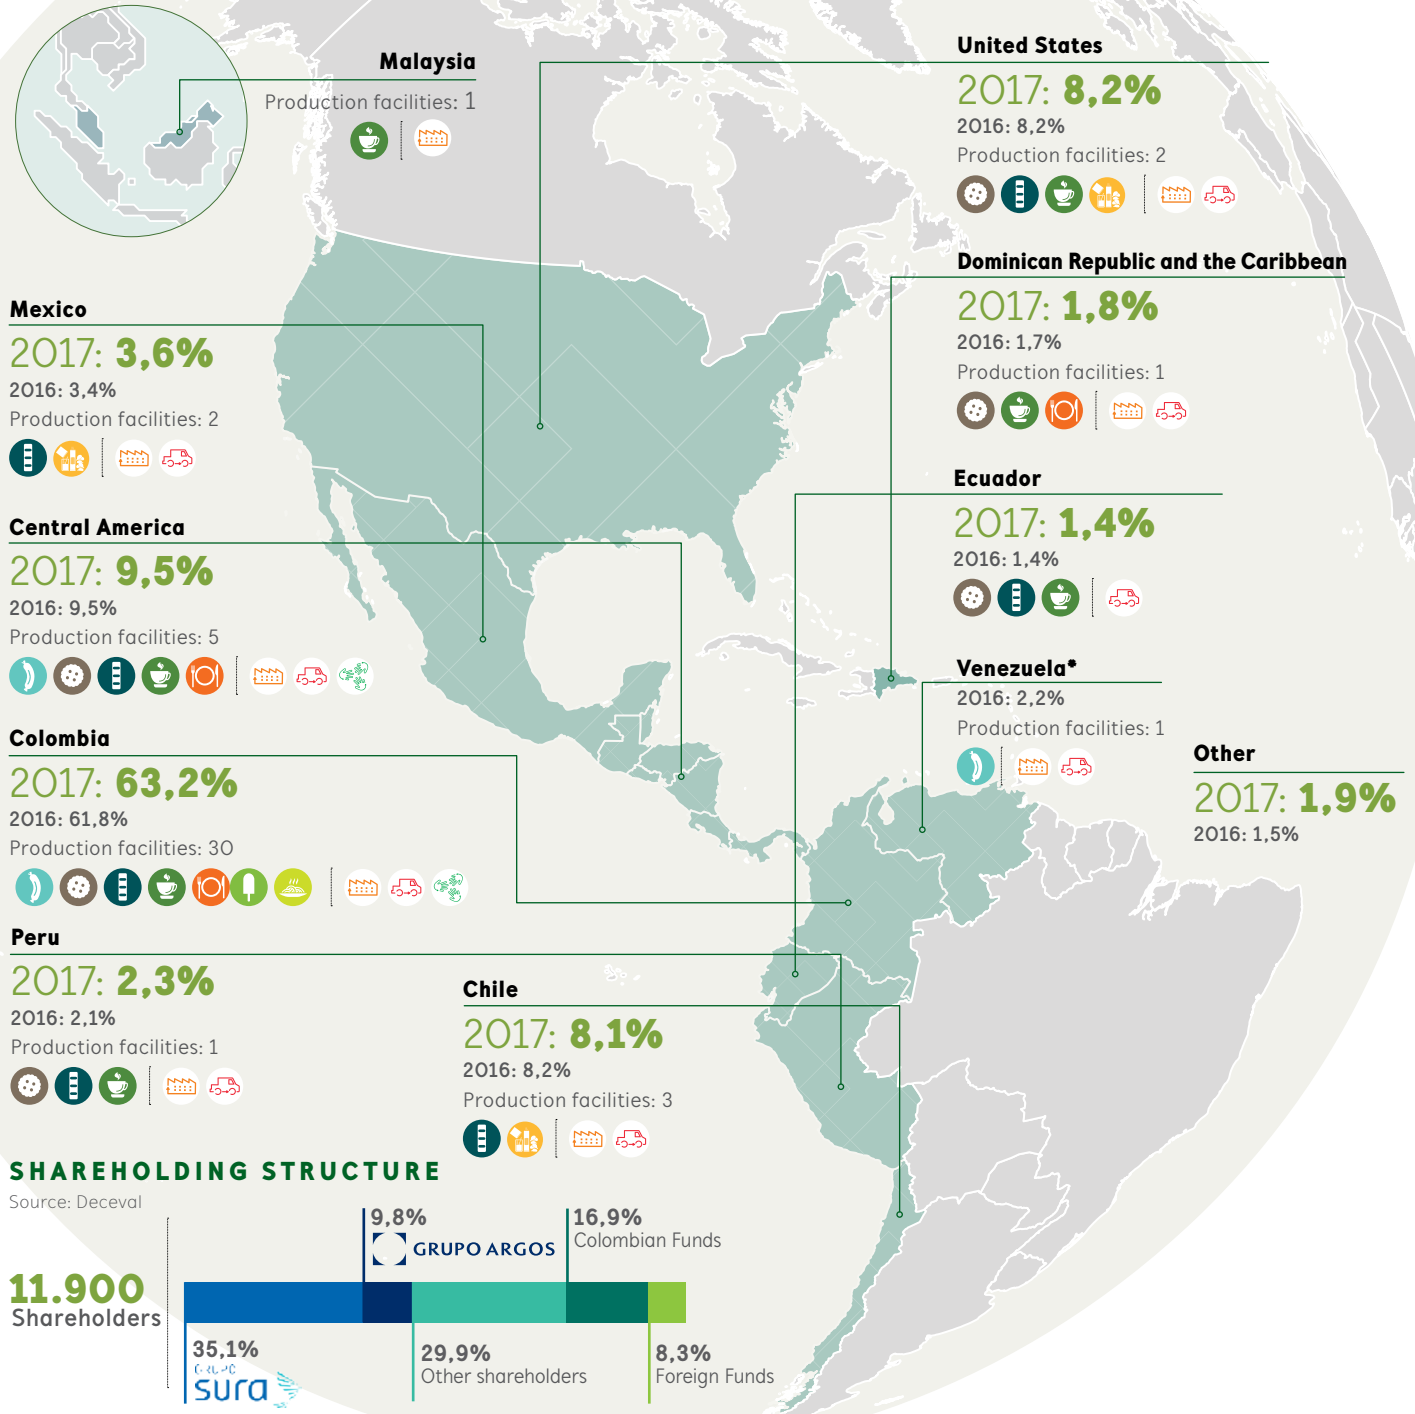 Malaysia
Production facilities: 1
United States
2017: 8,2%
2016: 8,2%
Production facilities: 2
Dominican Republic and the Caribbean
2017: 1,8%
2016: 1,7%
Production facilities: 1
Mexico
2017: 3,6%
2016: 3,4%
Production facilities: 2
Ecuador
2017: 1,4%
2016: 1,4%
Central America
2017: 9,5%
2016: 9,5%
Production facilities: 5
Venezuela*
2016: 2,2%
Production facilities: 1
Other
2017: 1,9%
2016: 1,5%
Colombia
2017: 63,2%
2016: 61,8%
Production facilities: 30
Peru
2017: 2,3%
2016: 2,1%
Production facilities: 1
Chile
2017: 8,1%
2016: 8,2%
Production facilities: 3
SHAREHOLDING STRUCTURE
Source: Deceval
11.900
Shareholders
9,8%
GRUPO ARGOS
16,9%
Colombian Funds
35,1%
GRUPO
sura
29,9%
Other shareholders
8,3%
Foreign Funds